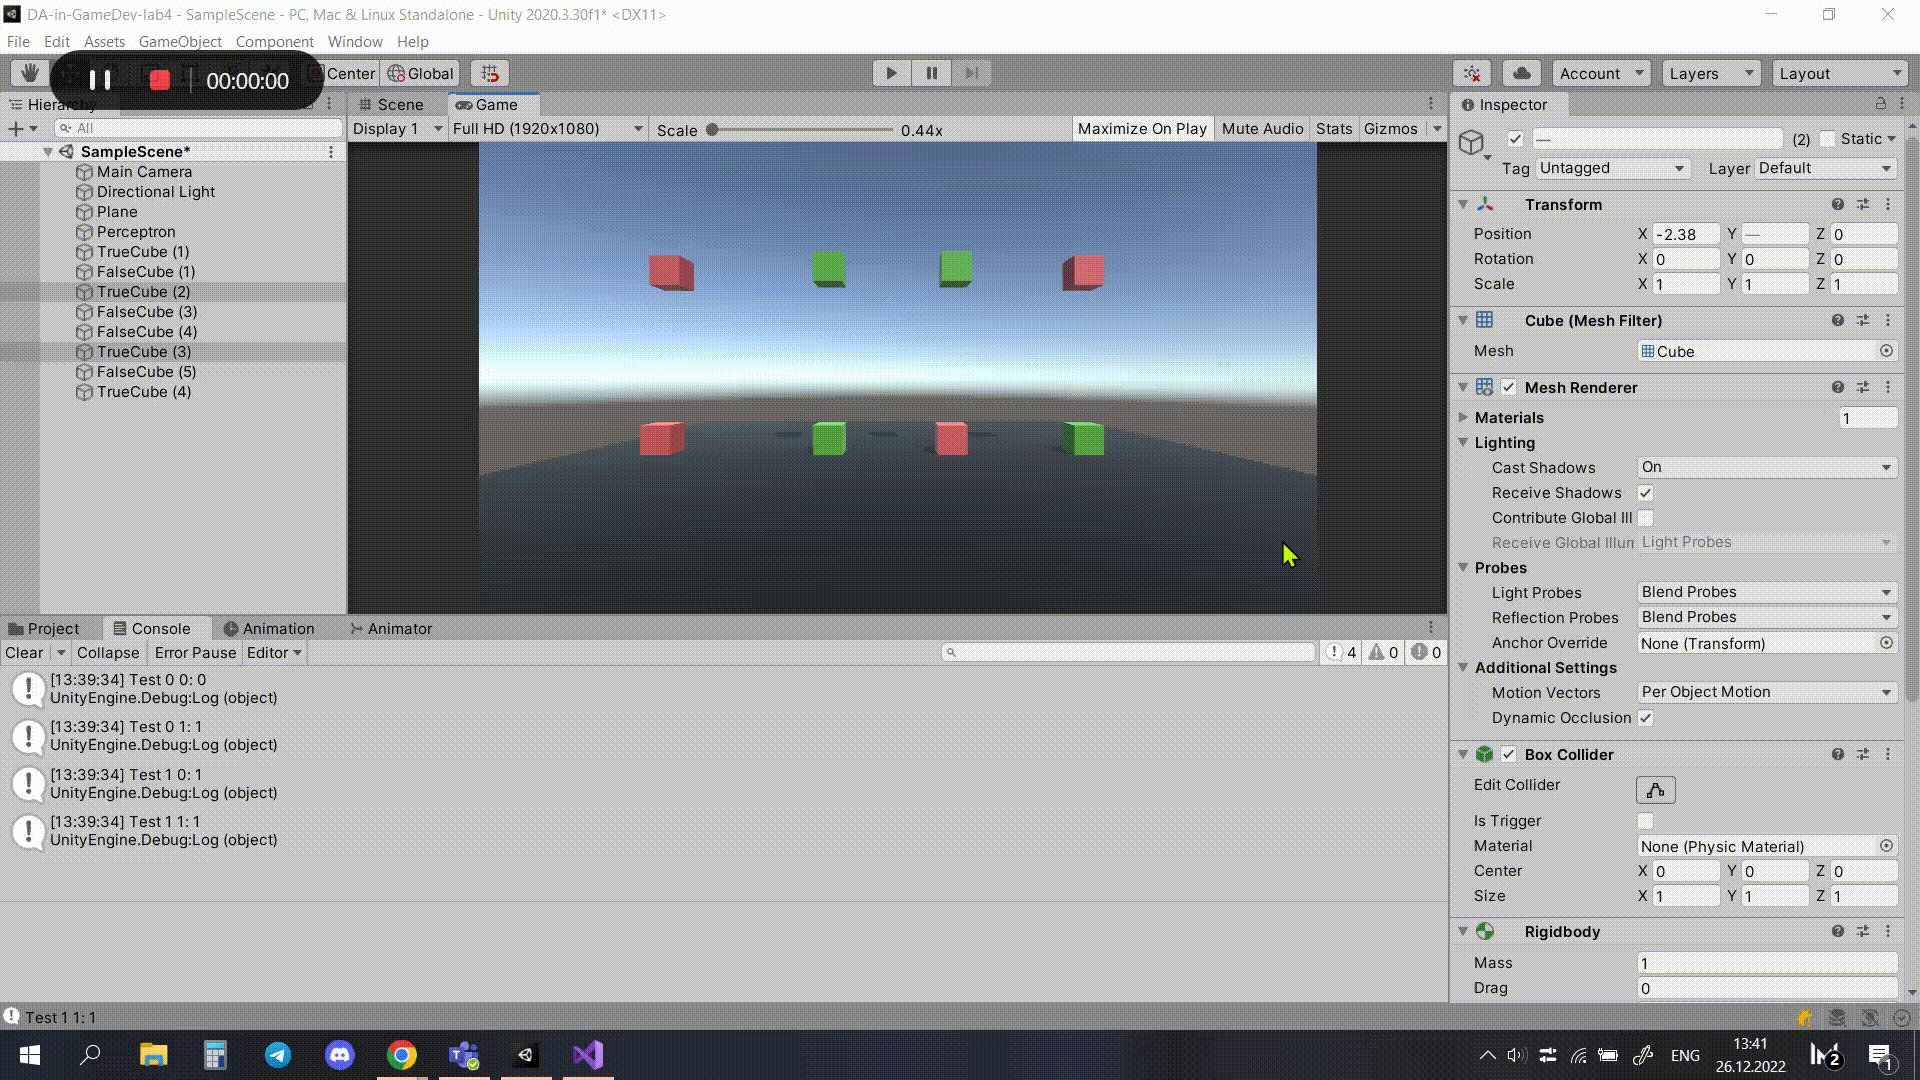 DA-in-GameDev-lab4 - SampleScene - PC, Mac & Linux Standalone - Unity 2020.3.30f1* <DX11>
File Edit Assets GameObject Component Window Help
00:00:00
Center Global
Account Layers Layout
Hierarchy
All
SampleScene*
Main Camera
Directional Light
Plane
Perceptron
TrueCube (1)
FalseCube (1)
TrueCube (2)
FalseCube (3)
FalseCube (4)
TrueCube (3)
FalseCube (5)
TrueCube (4)
Scene Game
Display 1 Full HD (1920x1080) Scale 0.44x Maximize On Play Mute Audio Stats Gizmos
Project Console Animation Animator
Clear Collapse Error Pause Editor 4 0 0
[13:39:34] Test 0 0: 0
UnityEngine.Debug:Log (object)
[13:39:34] Test 0 1: 1
UnityEngine.Debug:Log (object)
[13:39:34] Test 1 0: 1
UnityEngine.Debug:Log (object)
[13:39:34] Test 1 1: 1
UnityEngine.Debug:Log (object)
Inspector
— (2) Static
Tag Untagged Layer Default
Transform
Position X -2.38 Y — Z 0
Rotation X 0 Y 0 Z 0
Scale X 1 Y 1 Z 1
Cube (Mesh Filter)
Mesh Cube
Mesh Renderer
Materials 1
Lighting
Cast Shadows On
Receive Shadows
Contribute Global Ill
Receive Global Illum Light Probes
Probes
Light Probes Blend Probes
Reflection Probes Blend Probes
Anchor Override None (Transform)
Additional Settings
Motion Vectors Per Object Motion
Dynamic Occlusion
Box Collider
Edit Collider
Is Trigger
Material None (Physic Material)
Center X 0 Y 0 Z 0
Size X 1 Y 1 Z 1
Rigidbody
Mass 1
Drag 0
Test 1 1: 1
ENG
13:41
26.12.2022
2
1